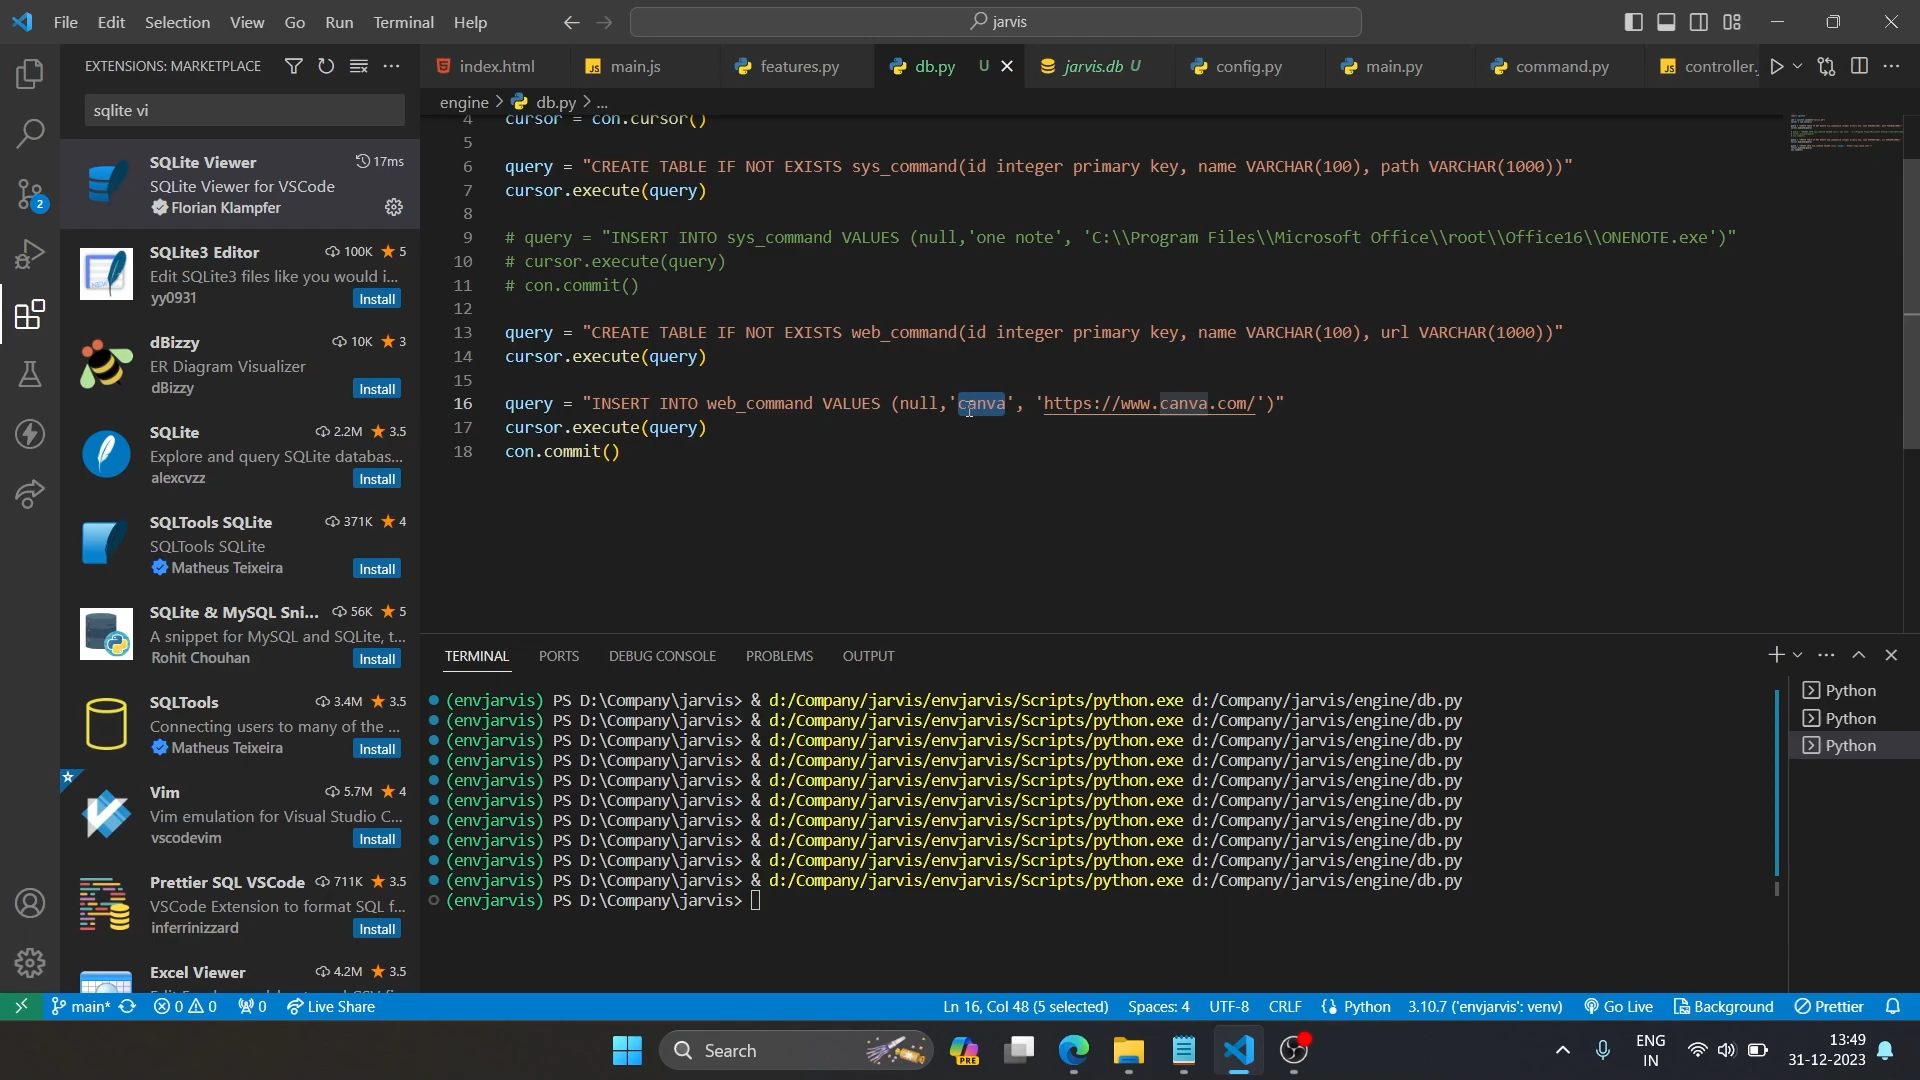 File Edit Selection View Go Run Terminal Help
jarvis
EXTENSIONS: MARKETPLACE
sqlite vi
SQLite Viewer 17ms
SQLite Viewer for VSCode
Florian Klampfer
SQLite3 Editor 100K 5
Edit SQLite3 files like you would i...
yy0931 Install
dBizzy 10K 3
ER Diagram Visualizer
dBizzy Install
SQLite 2.2M 3.5
Explore and query SQLite databas...
alexcvzz Install
SQLTools SQLite 371K 4
SQLTools SQLite
Matheus Teixeira Install
SQLite & MySQL Sni... 56K 5
A snippet for MySQL and SQLite, t...
Rohit Chouhan Install
SQLTools 3.4M 3.5
Connecting users to many of the ...
Matheus Teixeira Install
Vim 5.7M 4
Vim emulation for Visual Studio C...
vscodevim Install
Prettier SQL VSCode 711K 3.5
VSCode Extension to format SQL f...
inferrinizzard Install
Excel Viewer 4.2M 3.5
index.html JS main.js features.py db.py U jarvis.db U config.py main.py command.py JS controller.
engine > db.py > ...
4 cursor = con.cursor()
5
6 query = "CREATE TABLE IF NOT EXISTS sys_command(id integer primary key, name VARCHAR(100), path VARCHAR(1000))"
7 cursor.execute(query)
8
9 # query = "INSERT INTO sys_command VALUES (null,'one note', 'C:\\Program Files\\Microsoft Office\\root\\Office16\\ONENOTE.exe')"
10 # cursor.execute(query)
11 # con.commit()
12
13 query = "CREATE TABLE IF NOT EXISTS web_command(id integer primary key, name VARCHAR(100), url VARCHAR(1000))"
14 cursor.execute(query)
15
16 query = "INSERT INTO web_command VALUES (null,'canva', 'https://www.canva.com/')"
17 cursor.execute(query)
18 con.commit()
TERMINAL PORTS DEBUG CONSOLE PROBLEMS OUTPUT
(envjarvis) PS D:\Company\jarvis> & d:/Company/jarvis/envjarvis/Scripts/python.exe d:/Company/jarvis/engine/db.py
(envjarvis) PS D:\Company\jarvis> & d:/Company/jarvis/envjarvis/Scripts/python.exe d:/Company/jarvis/engine/db.py
(envjarvis) PS D:\Company\jarvis> & d:/Company/jarvis/envjarvis/Scripts/python.exe d:/Company/jarvis/engine/db.py
(envjarvis) PS D:\Company\jarvis> & d:/Company/jarvis/envjarvis/Scripts/python.exe d:/Company/jarvis/engine/db.py
(envjarvis) PS D:\Company\jarvis> & d:/Company/jarvis/envjarvis/Scripts/python.exe d:/Company/jarvis/engine/db.py
(envjarvis) PS D:\Company\jarvis> & d:/Company/jarvis/envjarvis/Scripts/python.exe d:/Company/jarvis/engine/db.py
(envjarvis) PS D:\Company\jarvis> & d:/Company/jarvis/envjarvis/Scripts/python.exe d:/Company/jarvis/engine/db.py
(envjarvis) PS D:\Company\jarvis> & d:/Company/jarvis/envjarvis/Scripts/python.exe d:/Company/jarvis/engine/db.py
(envjarvis) PS D:\Company\jarvis> & d:/Company/jarvis/envjarvis/Scripts/python.exe d:/Company/jarvis/engine/db.py
(envjarvis) PS D:\Company\jarvis> & d:/Company/jarvis/envjarvis/Scripts/python.exe d:/Company/jarvis/engine/db.py
(envjarvis) PS D:\Company\jarvis>
Python
Python
Python
2
main* 0 0 0 Live Share Ln 16, Col 48 (5 selected) Spaces: 4 UTF-8 CRLF Python 3.10.7 ('envjarvis': venv) Go Live Background Prettier
Search PRE ENG
IN 13:49
31-12-2023